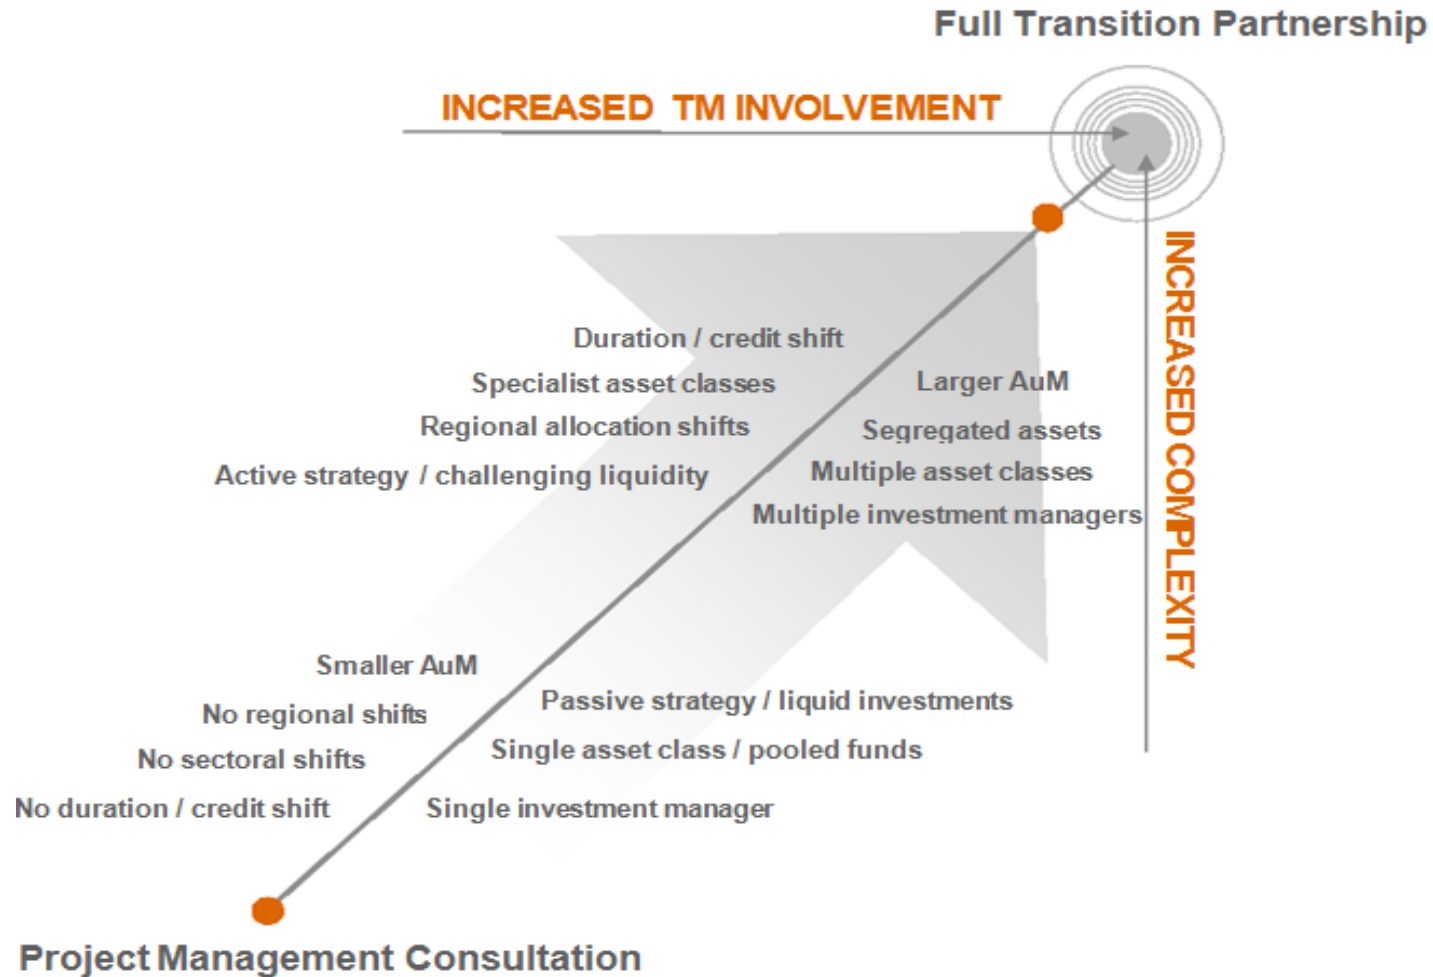 Full Transition Partnership
INCREASED TM INVOLVEMENT
INCREASED COMPLEXITY
Duration / credit shift
Specialist asset classes
Regional allocation shifts
Active strategy / challenging liquidity
Larger AuM
Segregated assets
Multiple asset classes
Multiple investment managers
Smaller AuM
No regional shifts
No sectoral shifts
No duration / credit shift
Passive strategy / liquid investments
Single asset class / pooled funds
Single investment manager
Project Management Consultation